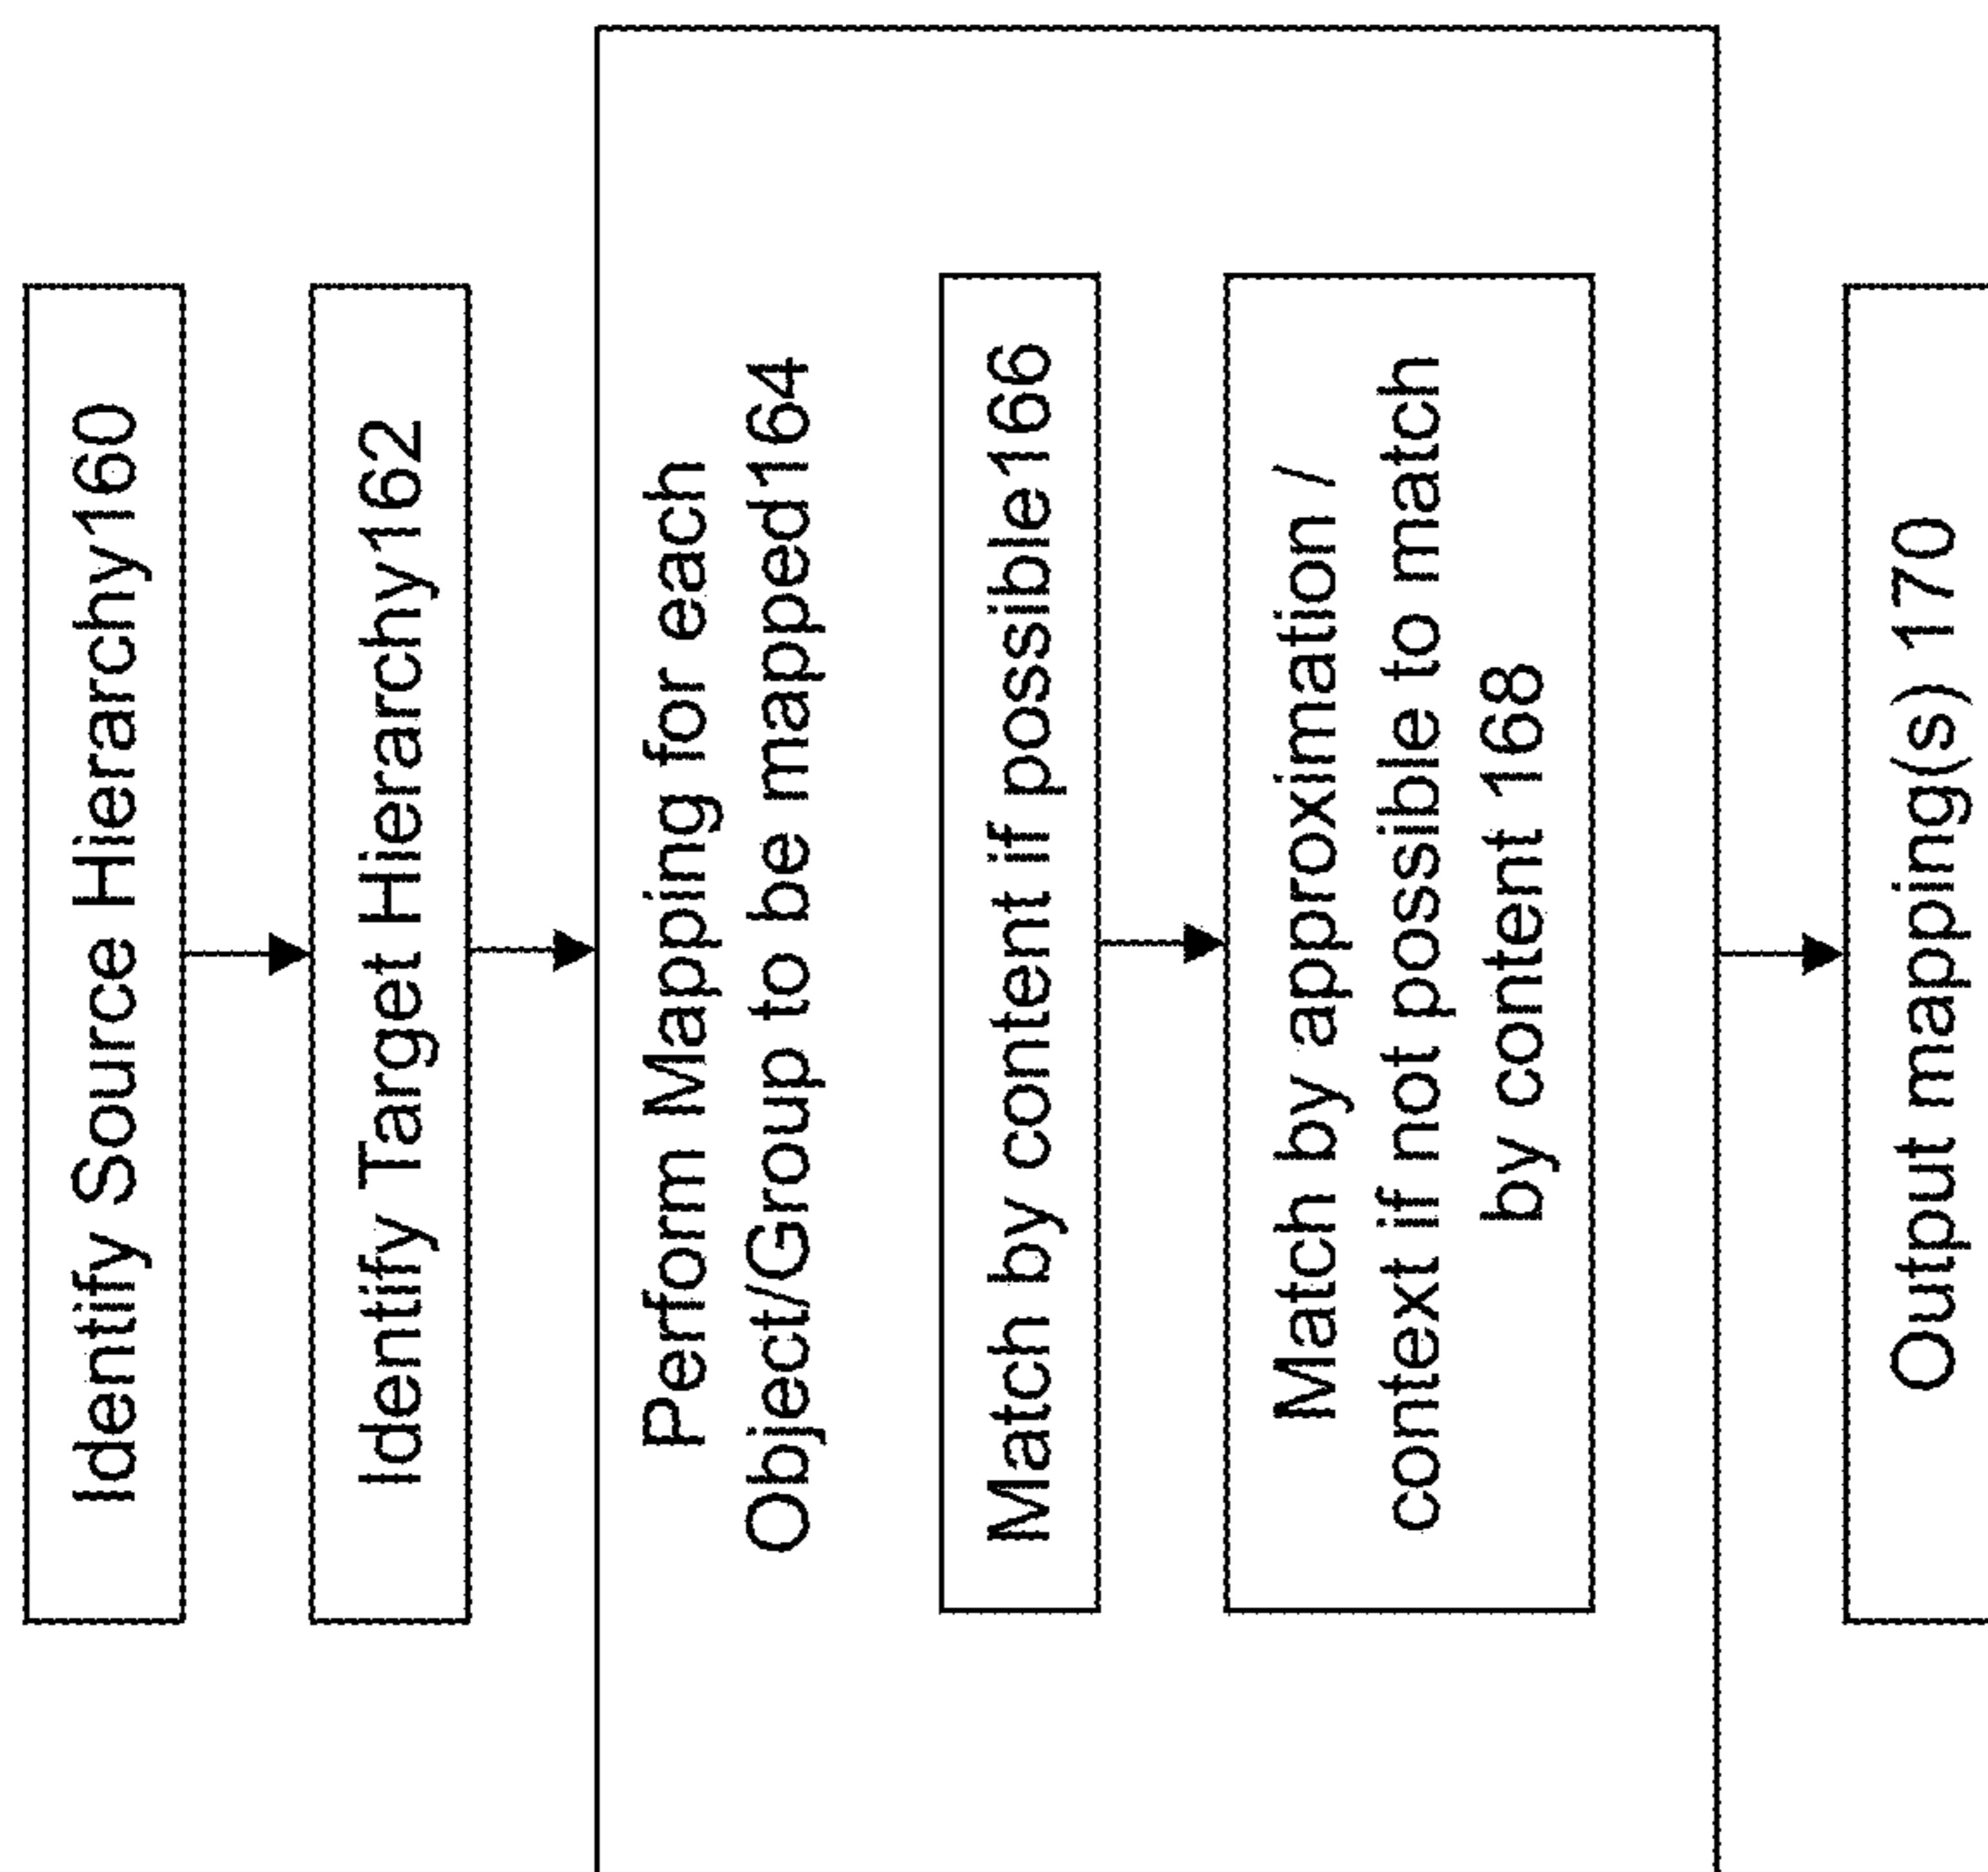 Identify Source Hierarchy160
Identify Target Hierarchy162
Perform Mapping for each
Object/Group to be mapped164
Match by content if possible166
Match by approximation /
context if not possible to match
by content 168
Output mapping(s) 170